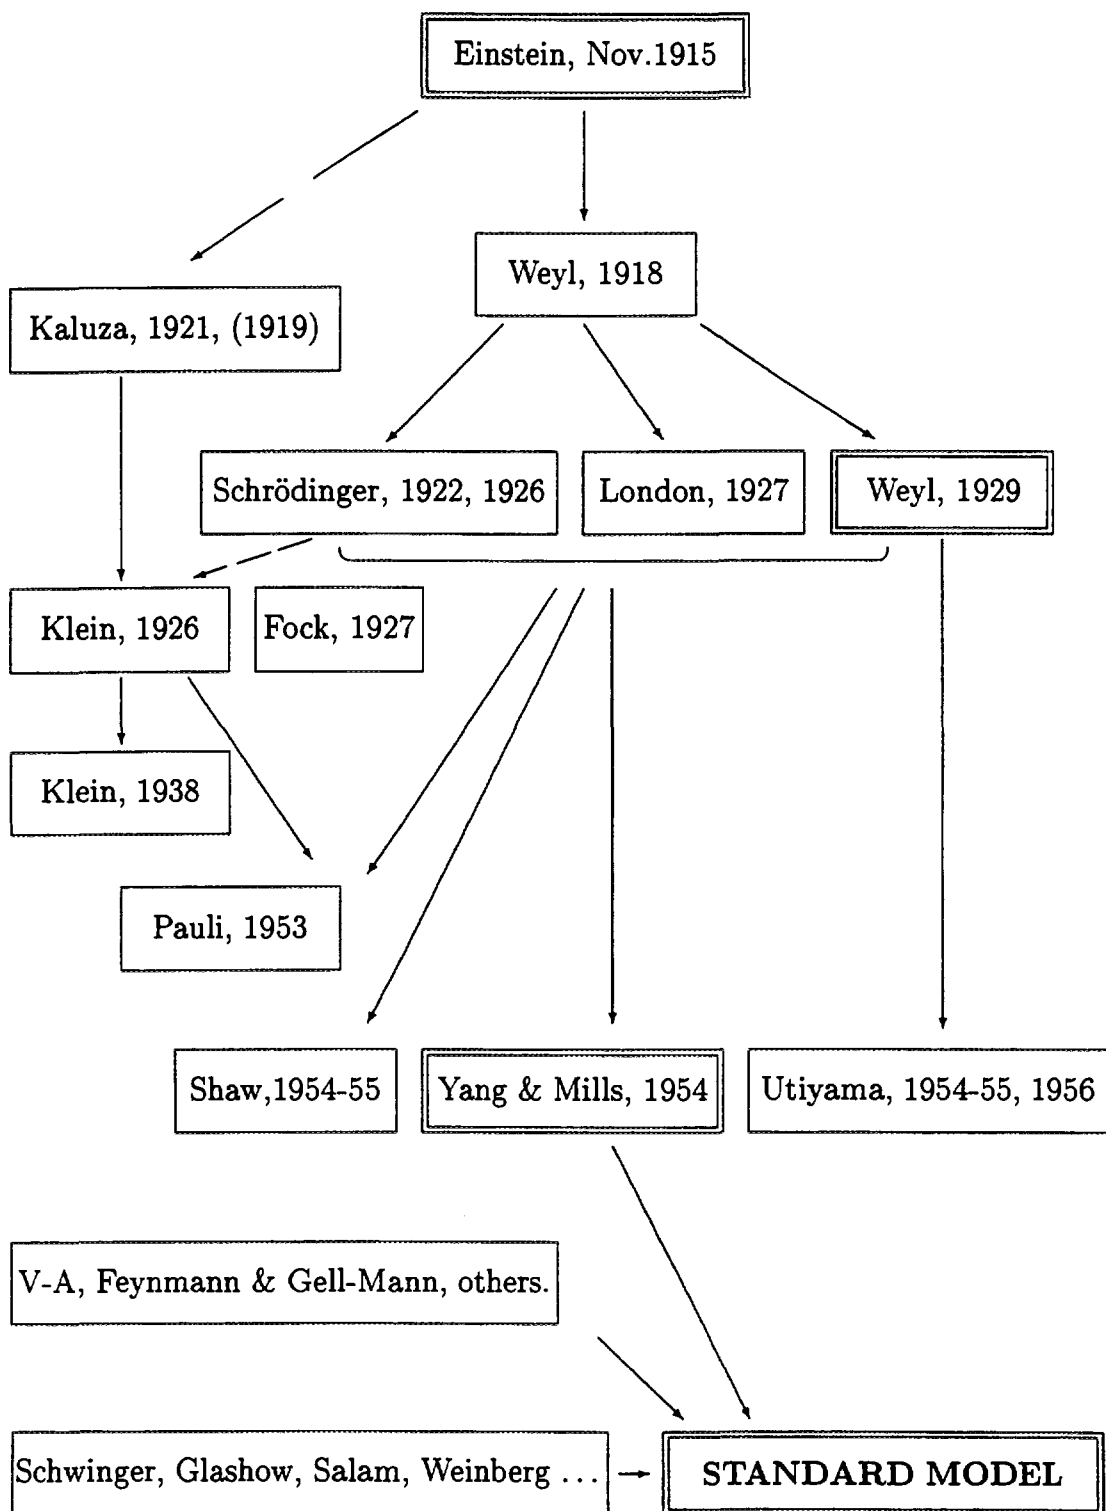 Einstein, Nov.1915
Weyl, 1918
Kaluza, 1921, (1919)
Schrödinger, 1922, 1926
London, 1927
Weyl, 1929
Klein, 1926
Fock, 1927
Klein, 1938
Pauli, 1953
Shaw,1954-55
Yang & Mills, 1954
Utiyama, 1954-55, 1956
V-A, Feynmann & Gell-Mann, others.
Schwinger, Glashow, Salam, Weinberg ...
STANDARD MODEL